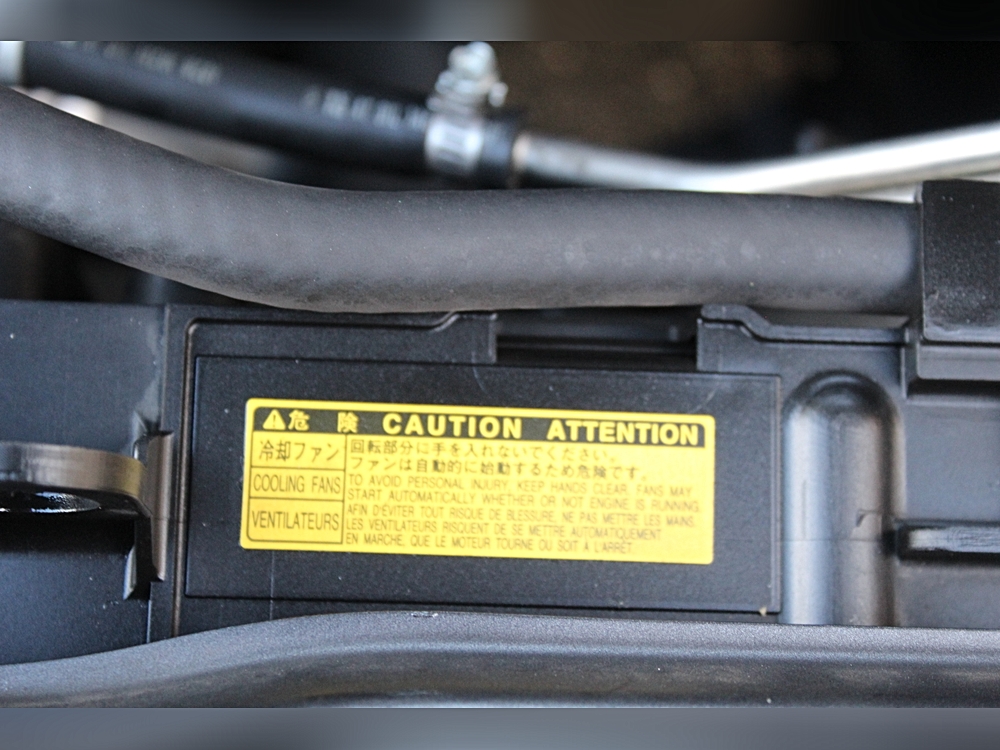 危 険 CAUTION ATTENTION
冷却ファン
COOLING FANS
VENTILATEURS
回転部分に手を入れないでください。
ファンは自動的に始動するため危険です。
TO AVOID PERSONAL INJURY, KEEP HANDS CLEAR. FANS MAY
START AUTOMATICALLY WHETHER OR NOT ENGINE IS RUNNING.
AFIN D'ÉVITER TOUT RISQUE DE BLESSURE, NE PAS METTRE LES MAINS.
LES VENTILATEURS RISQUENT DE SE METTRE AUTOMATIQUEMENT
EN MARCHE, QUE LE MOTEUR TOURNE OU SOIT À L'ARRÊT.